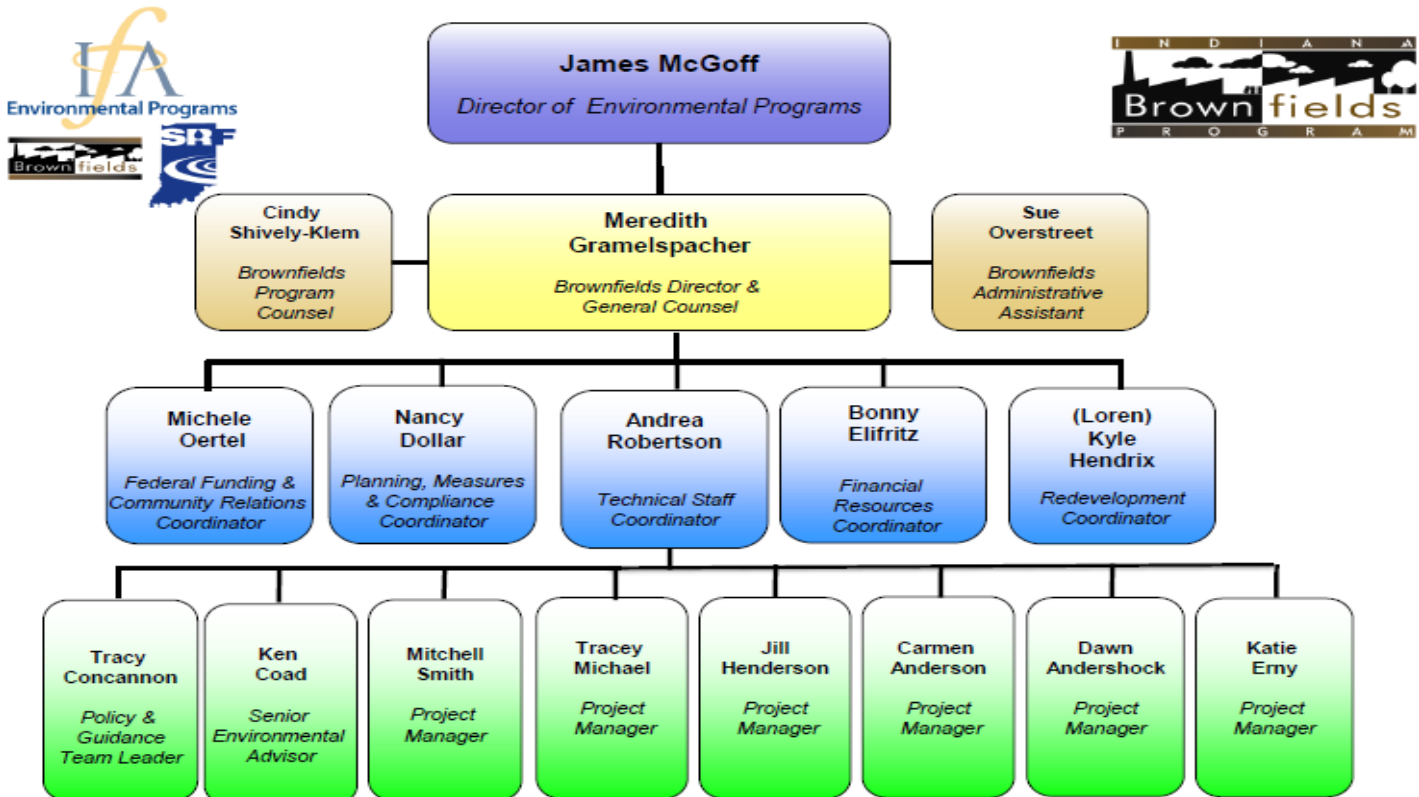 IfA
Environmental Programs
Brownfields
SRF
James McGoff
Director of Environmental Programs
INDIANA
Brownfields
PROGRAM
Cindy
Shively-Klem
Brownfields
Program
Counsel
Meredith
Gramelspacher
Brownfields Director &
General Counsel
Sue
Overstreet
Brownfields
Administrative
Assistant
Michele
Oertel
Federal Funding &
Community Relations
Coordinator
Nancy
Dollar
Planning, Measures
& Compliance
Coordinator
Andrea
Robertson
Technical Staff
Coordinator
Bonny
Elifritz
Financial
Resources
Coordinator
(Loren)
Kyle
Hendrix
Redevelopment
Coordinator
Tracy
Concannon
Policy &
Guidance
Team Leader
Ken
Coad
Senior
Environmental
Advisor
Mitchell
Smith
Project
Manager
Tracey
Michael
Project
Manager
Jill
Henderson
Project
Manager
Carmen
Anderson
Project
Manager
Dawn
Andershock
Project
Manager
Katie
Erny
Project
Manager